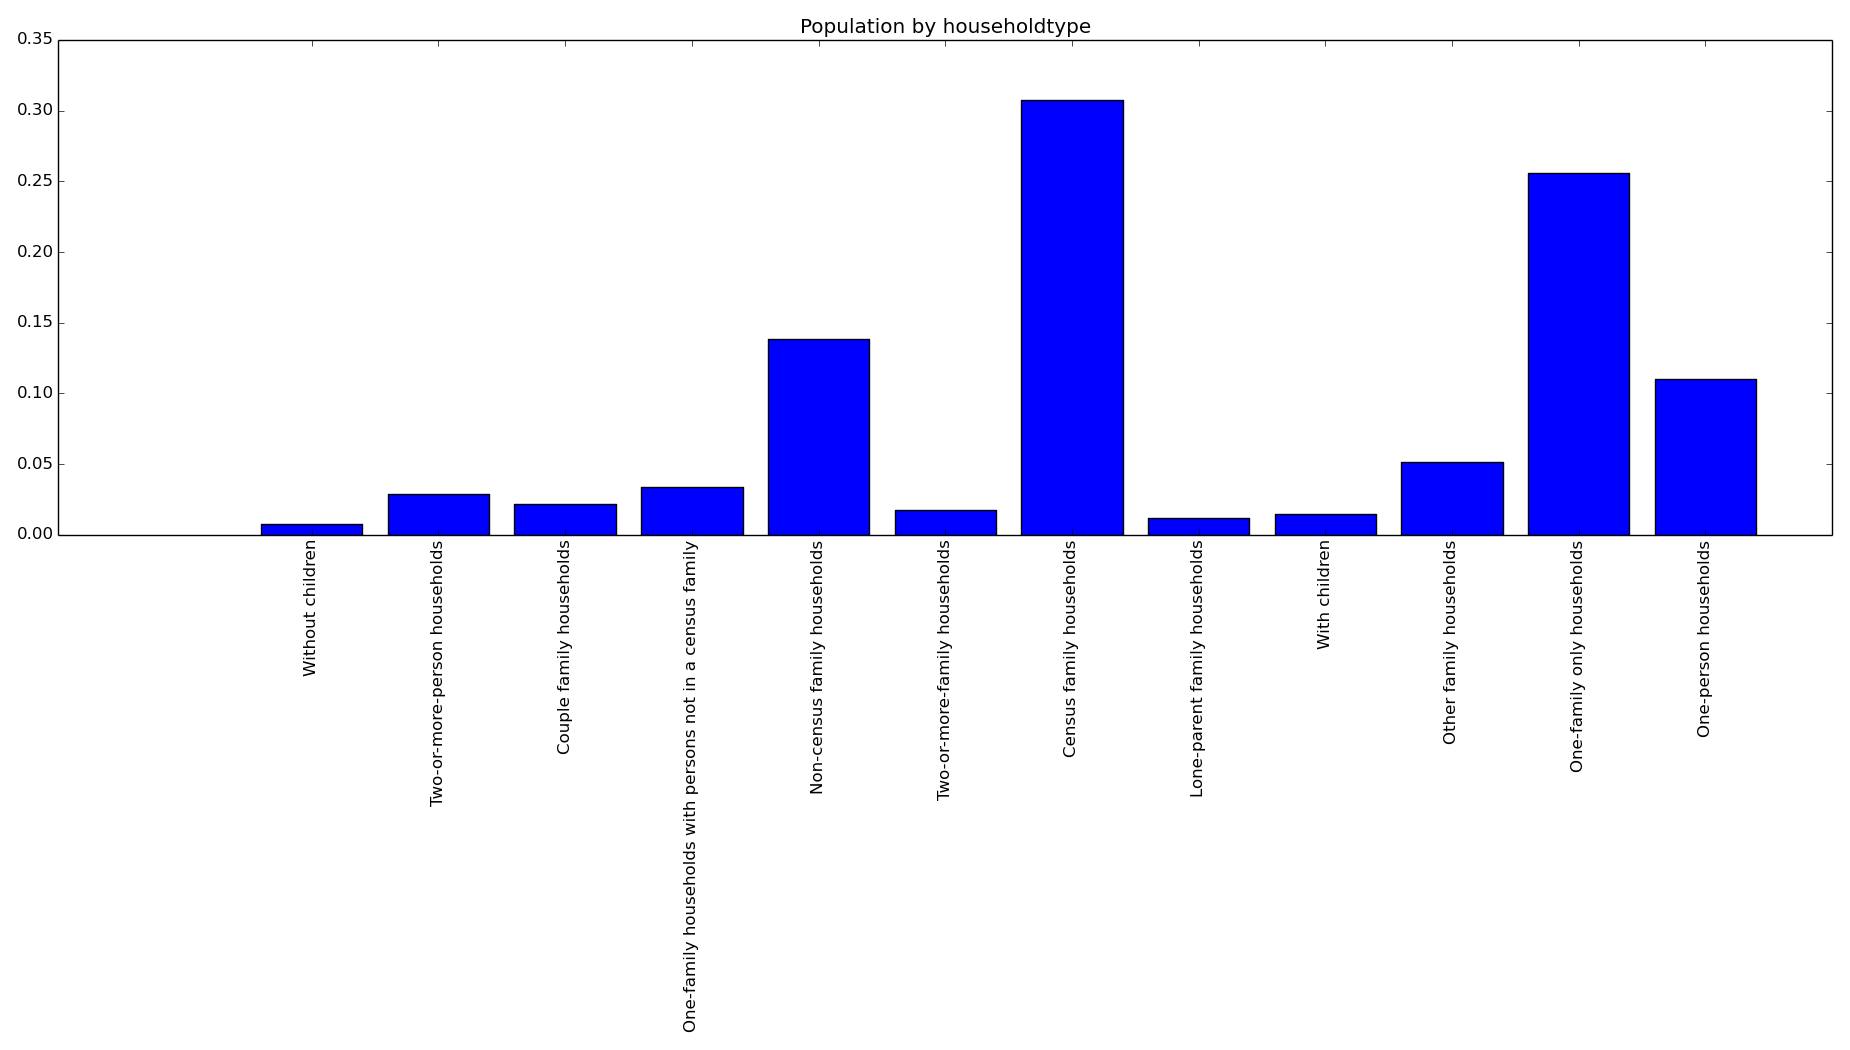 Population by householdtype
0.35
0.30
0.25
0.20
0.15
0.10
0.05
0.00
Without children
Two-or-more-person households
Couple family households
One-family households with persons not in a census family
Non-census family households
Two-or-more-family households
Census family households
Lone-parent family households
With children
Other family households
One-family only households
One-person households